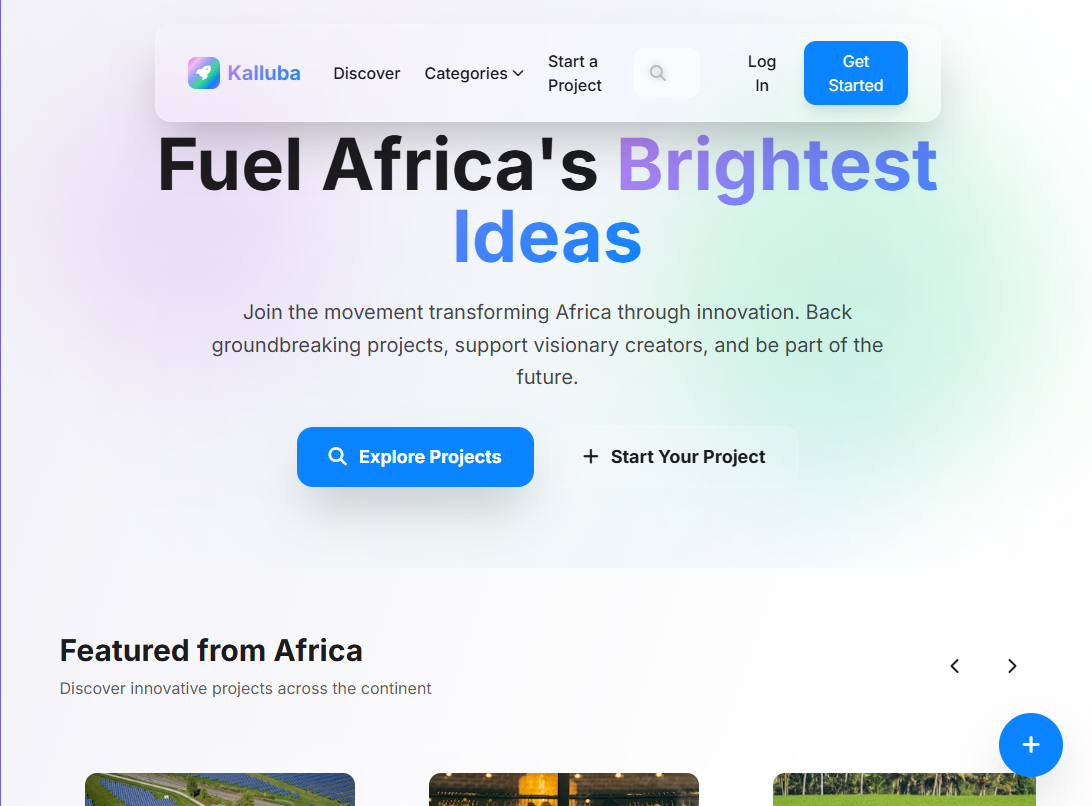 Kalluba
Discover
Categories
Start a
Project
Log
In
Get
Started
Fuel Africa's Brightest
Ideas
Join the movement transforming Africa through innovation. Back
groundbreaking projects, support visionary creators, and be part of the
future.
Explore Projects
Start Your Project
Featured from Africa
Discover innovative projects across the continent